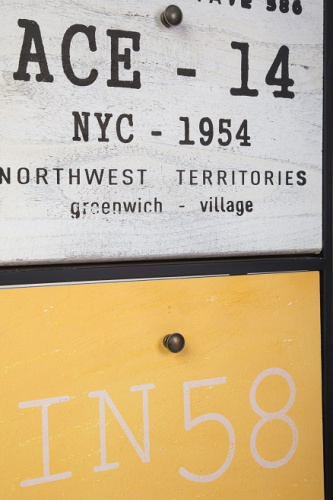 ACE - 14
NYC - 1954
NORTHWEST TERRITORIES
greenwich - village
IN58